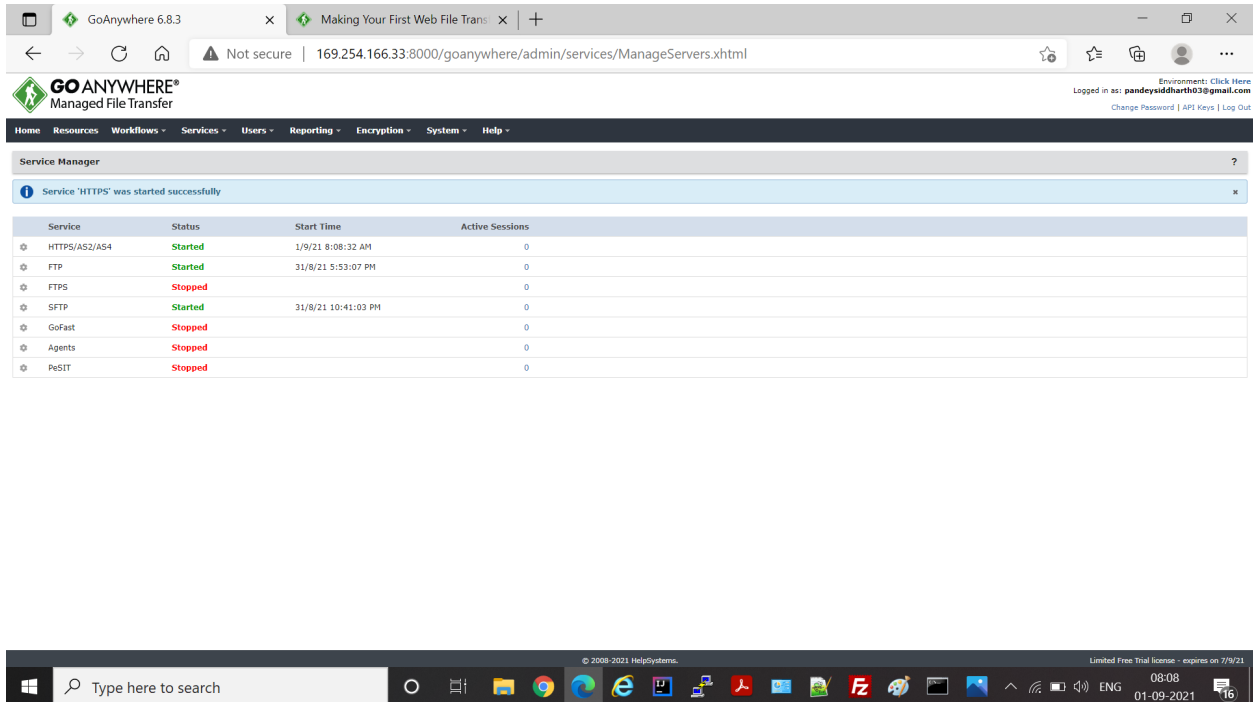 GoAnywhere 6.8.3
Making Your First Web File Trans
Not secure | 169.254.166.33:8000/goanywhere/admin/services/ManageServers.xhtml
GO ANYWHERE®
Managed File Transfer
Environment: Click Here
Logged in as: pandeysiddharth03@gmail.com
Change Password | API Keys | Log Out
Home Resources Workflows Services Users Reporting Encryption System Help
Service Manager ?
Service 'HTTPS' was started successfully
Service Status Start Time Active Sessions
HTTPS/AS2/AS4 Started 1/9/21 8:08:32 AM 0
FTP Started 31/8/21 5:53:07 PM 0
FTPS Stopped 0
SFTP Started 31/8/21 10:41:03 PM 0
GoFast Stopped 0
Agents Stopped 0
PeSIT Stopped 0
© 2008-2021 HelpSystems.
Limited Free Trial license - expires on 7/9/21
Type here to search
ENG
08:08
01-09-2021
16